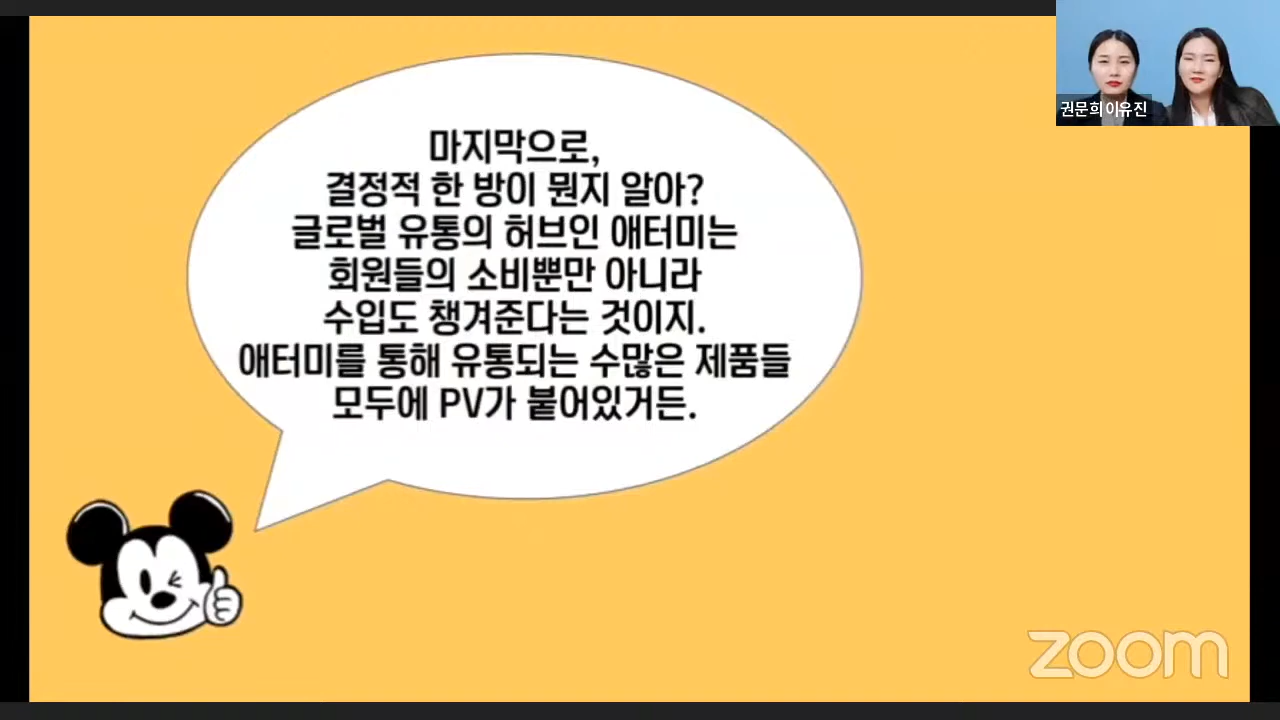 권문희 이유진
마지막으로,
결정적 한 방이 뭔지 알아?
글로벌 유통의 허브인 애터미는
회원들의 소비뿐만 아니라
수입도 챙겨준다는 것이지.
애터미를 통해 유통되는 수많은 제품들
모두에 PV가 붙어있거든.
zoom